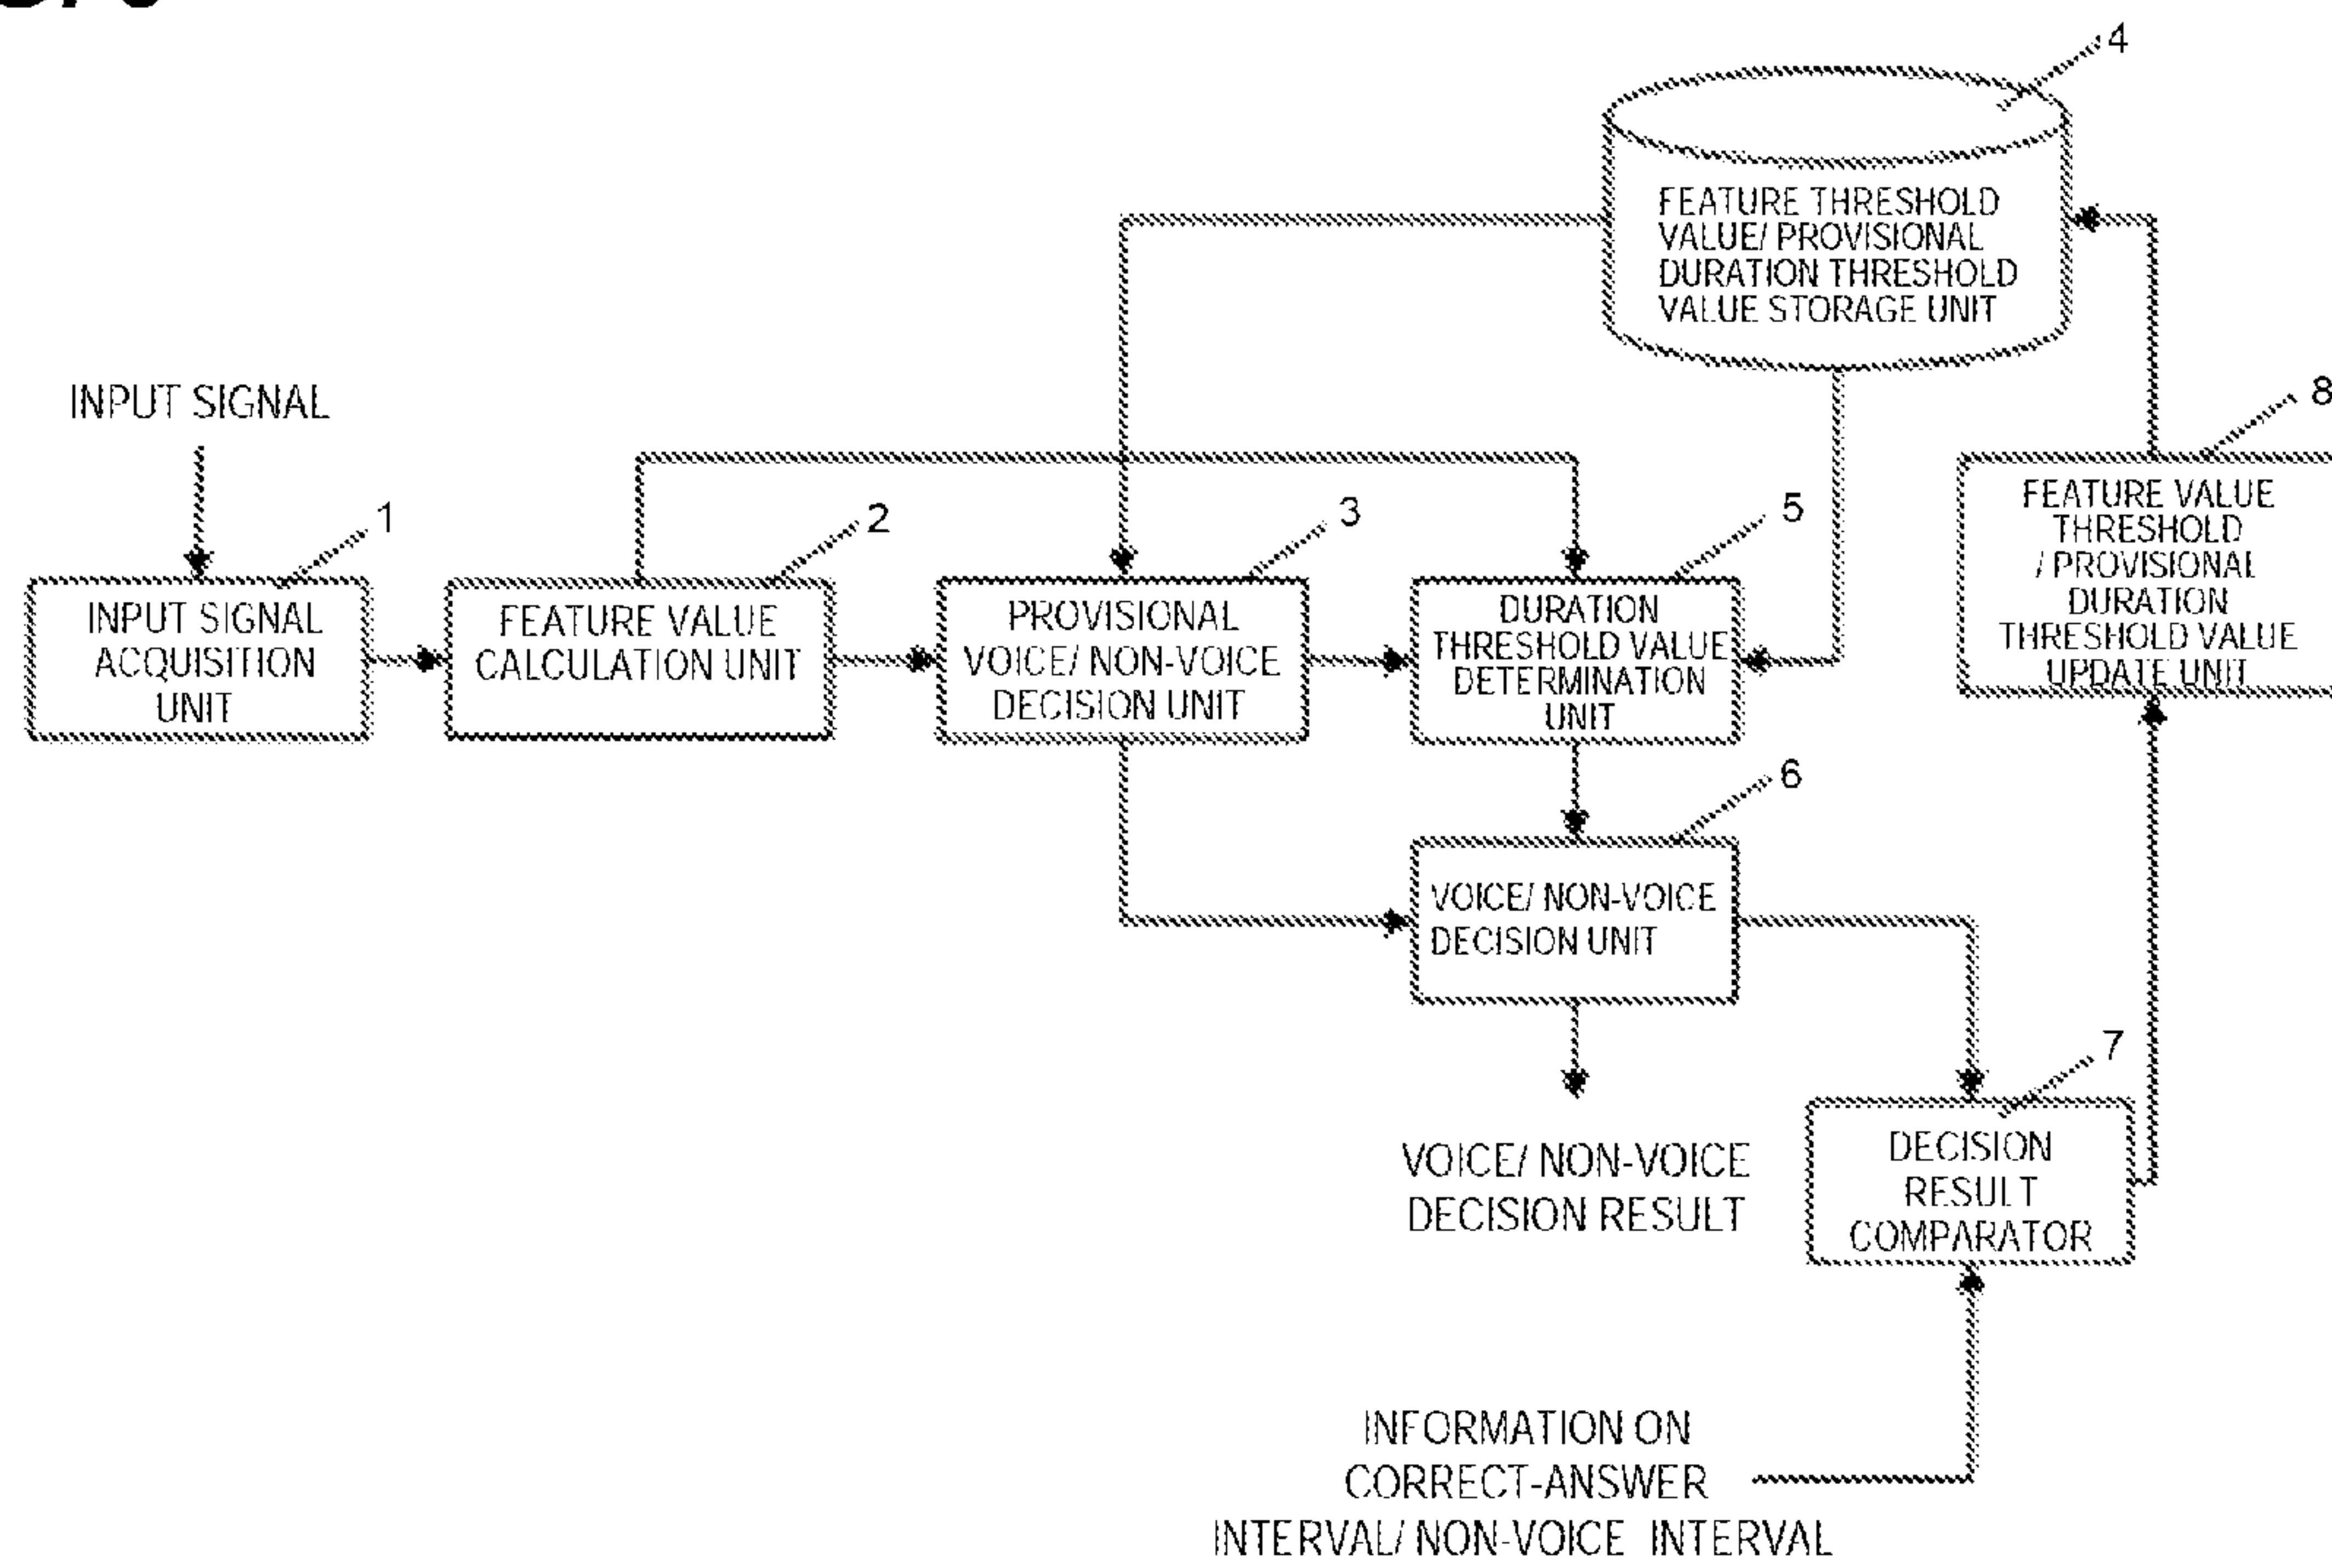 4
FEATURE THRESHOLD
VALUE/ PROVISIONAL
DURATION THRESHOLD
VALUE STORAGE UNIT
INPUT SIGNAL
8
1
2
3
5
FEATURE VALUE
THRESHOLD
/ PROVISIONAL
DURATION
THRESHOLD VALUE
UPDATE UNIT
INPUT SIGNAL
ACQUISITION
UNIT
FEATURE VALUE
CALCULATION UNIT
PROVISIONAL
VOICE/ NON-VOICE
DECISION UNIT
DURATION
THRESHOLD VALUE
DETERMINATION
UNIT
6
VOICE/ NON-VOICE
DECISION UNIT
7
VOICE/ NON-VOICE
DECISION RESULT
DECISION
RESULT
COMPARATOR
INFORMATION ON
CORRECT-ANSWER
INTERVAL/ NON-VOICE INTERVAL